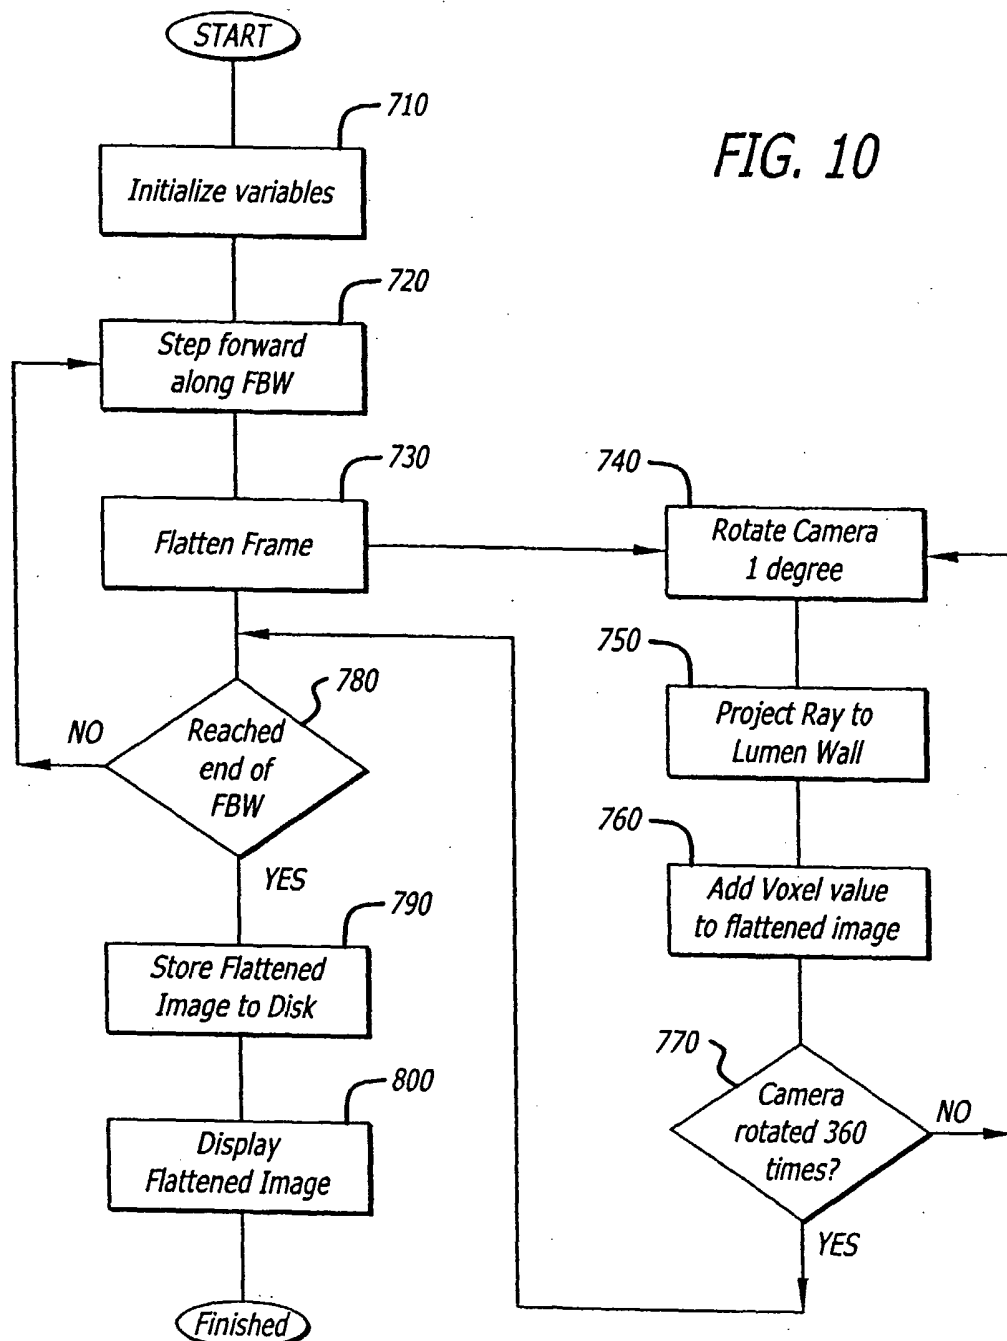 START
710
FIG. 10
Initialize variables
720
Step forward
along FBW
730
Flatten Frame
740
Rotate Camera
1 degree
750
Project Ray to
Lumen Wall
760
Add Voxel value
to flattened image
770
Camera
rotated 360
times?
NO
YES
780
Reached
end of
FBW
NO
YES
790
Store Flattened
Image to Disk
800
Display
Flattened Image
Finished